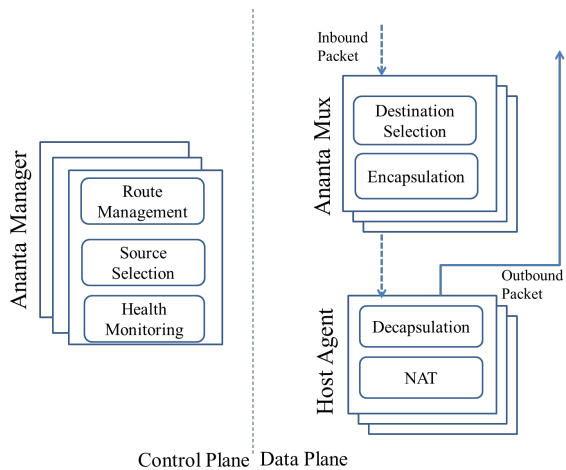 Ananta Manager
Route
Management
Source
Selection
Health
Monitoring
Control Plane
Inbound
Packet
Ananta Mux
Destination
Selection
Encapsulation
Outbound
Packet
Host Agent
Decapsulation
NAT
Data Plane